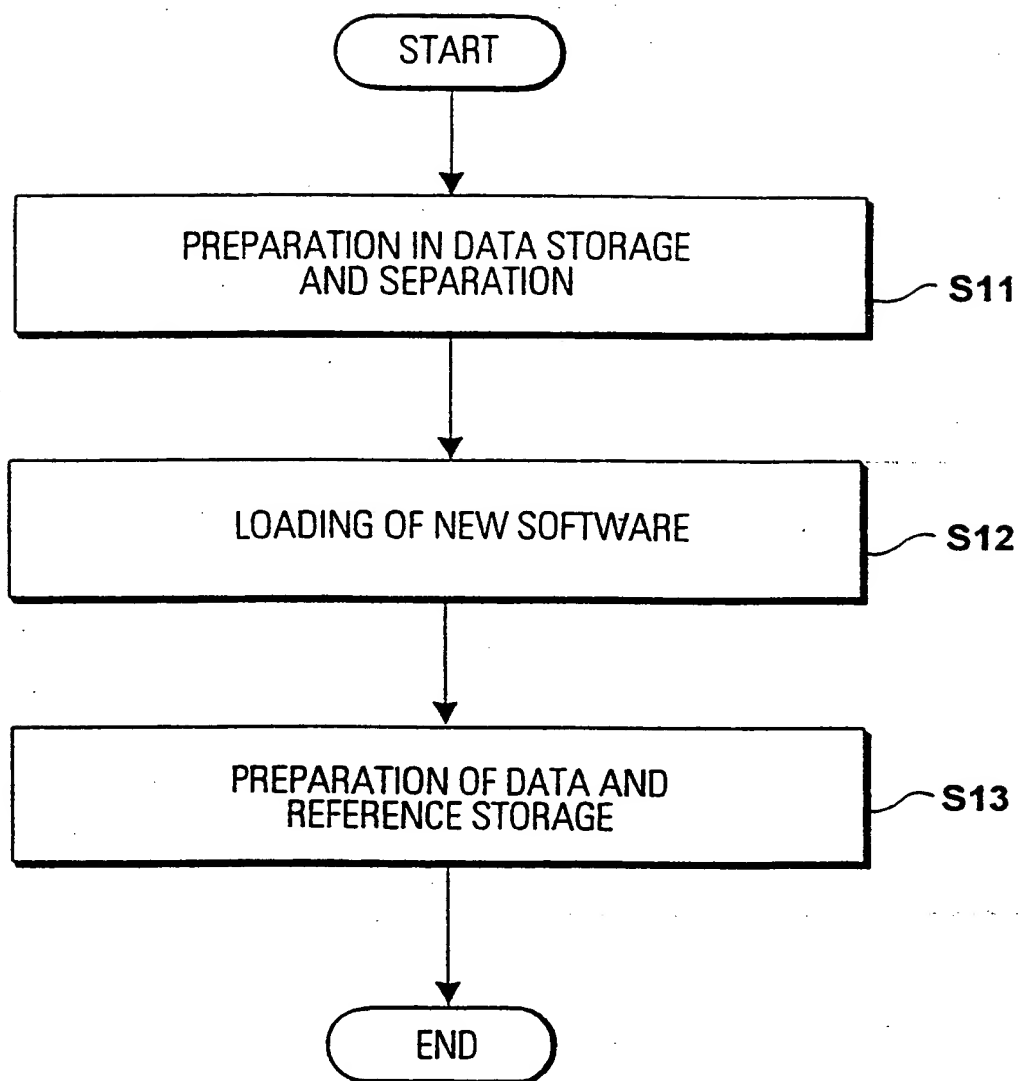 START
PREPARATION IN DATA STORAGE
AND SEPARATION
S11
LOADING OF NEW SOFTWARE
S12
PREPARATION OF DATA AND
REFERENCE STORAGE
S13
END